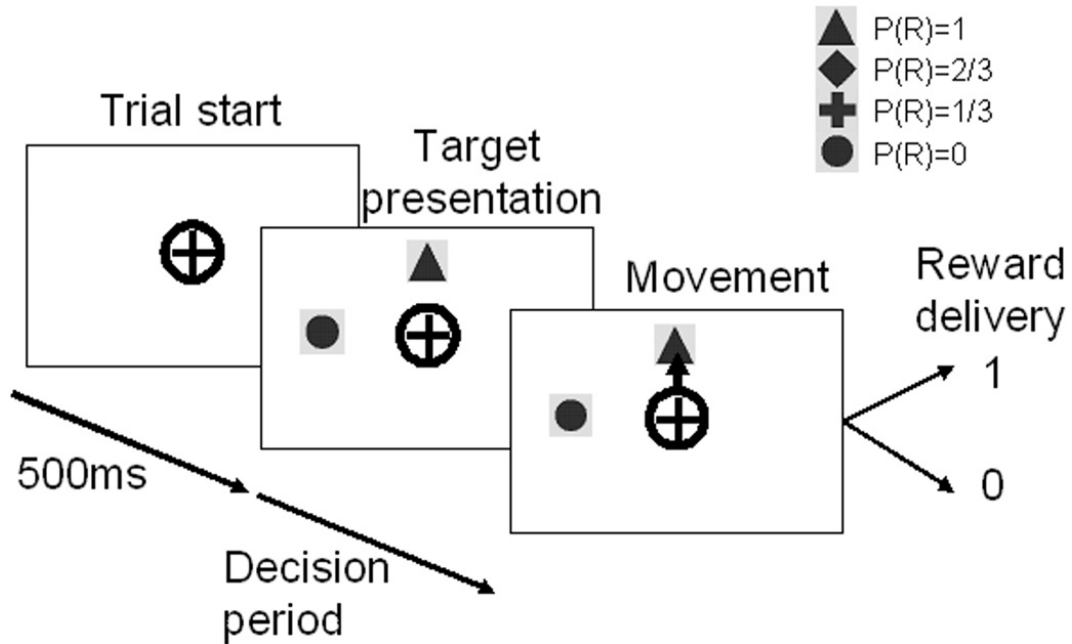 P(R)=1
P(R)=2/3
P(R)=1/3
P(R)=0
Trial start
Target
presentation
Movement
Reward
delivery
1
0
500ms
Decision
period